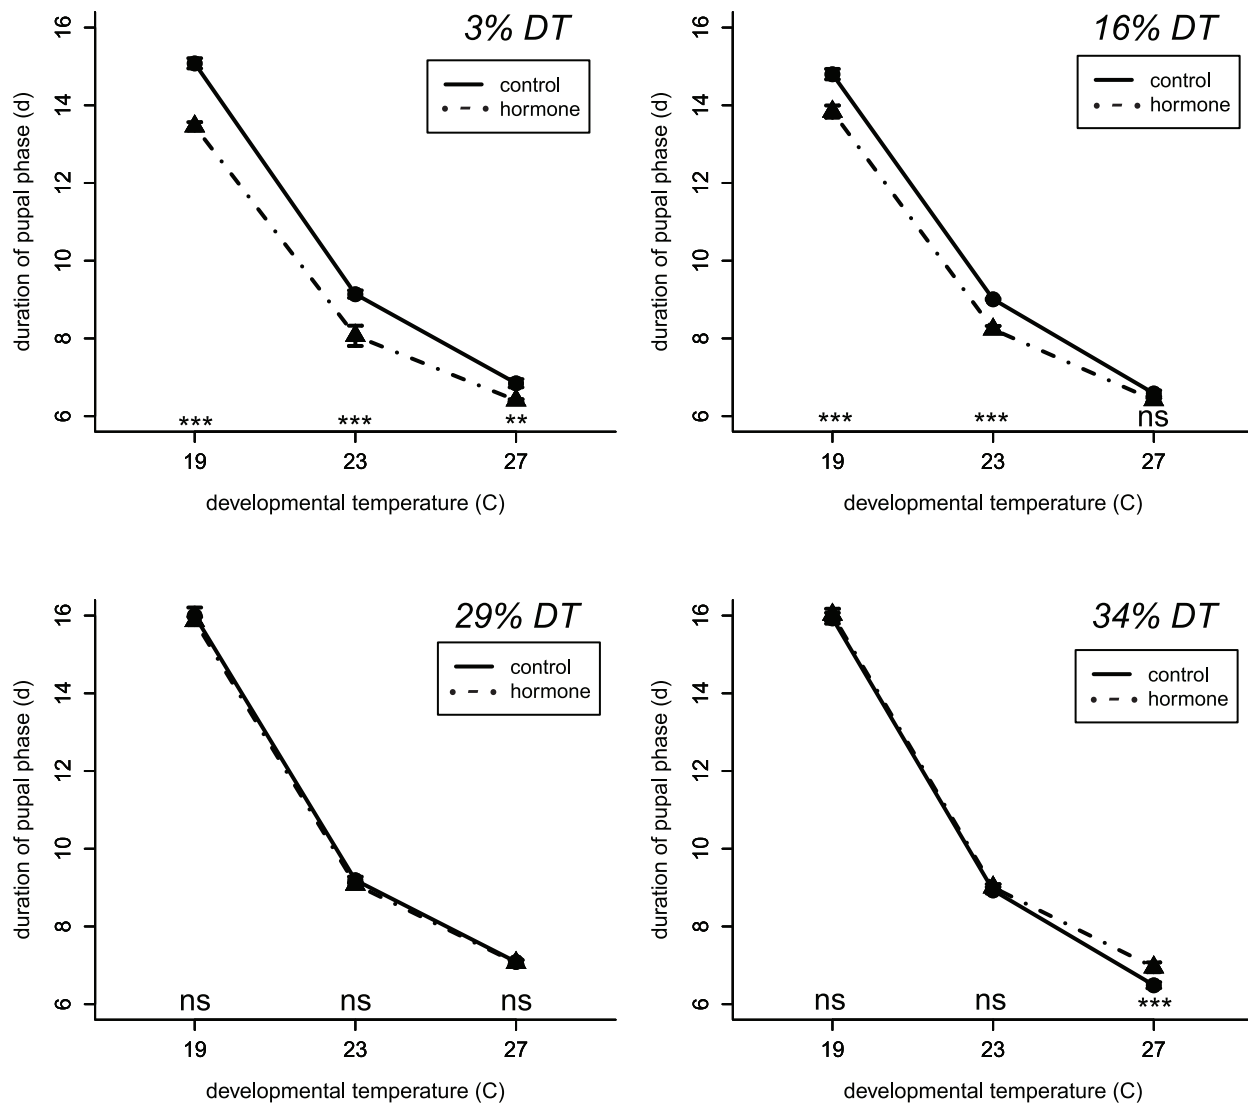 3% DT
control
hormone
duration of pupal phase (d)
16
14
12
10
8
6
*** *** **
19 23 27
developmental temperature (C)
16% DT
control
hormone
duration of pupal phase (d)
16
14
12
10
8
6
*** *** ns
19 23 27
developmental temperature (C)
29% DT
control
hormone
duration of pupal phase (d)
16
14
12
10
8
6
ns ns ns
19 23 27
developmental temperature (C)
34% DT
control
hormone
duration of pupal phase (d)
16
14
12
10
8
6
ns ns ***
19 23 27
developmental temperature (C)